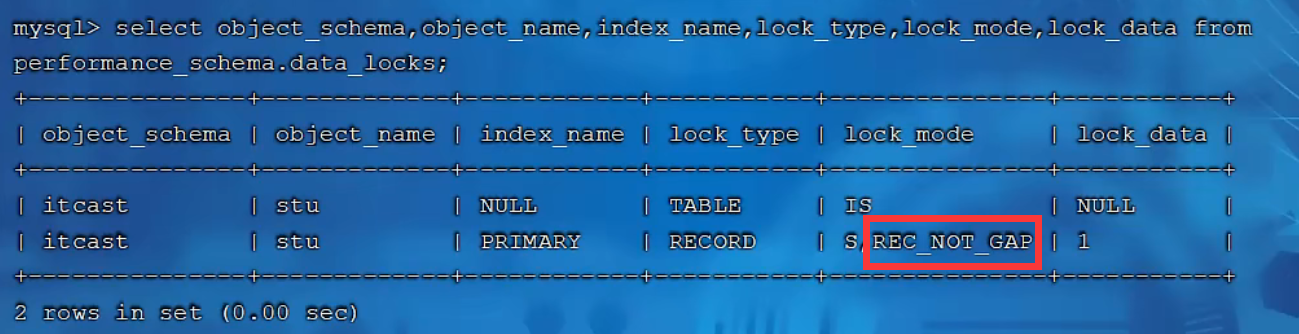 mysql> select object_schema,object_name,index_name,lock_type,lock_mode,lock_data from
performance_schema.data_locks;
+---------------+-------------+------------+-----------+---------------+-----------+
| object_schema | object_name | index_name | lock_type | lock_mode     | lock_data |
+---------------+-------------+------------+-----------+---------------+-----------+
| itcast        | stu         | NULL       | TABLE     | IS            | NULL      |
| itcast        | stu         | PRIMARY    | RECORD    | S,REC_NOT_GAP | 1         |
+---------------+-------------+------------+-----------+---------------+-----------+
2 rows in set (0.00 sec)